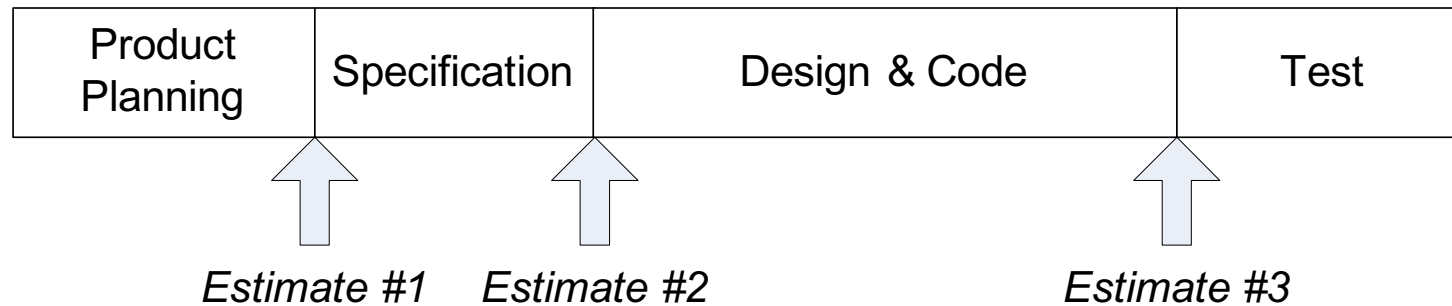 Product
Planning
Specification
Design & Code
Test
Estimate #1
Estimate #2
Estimate #3